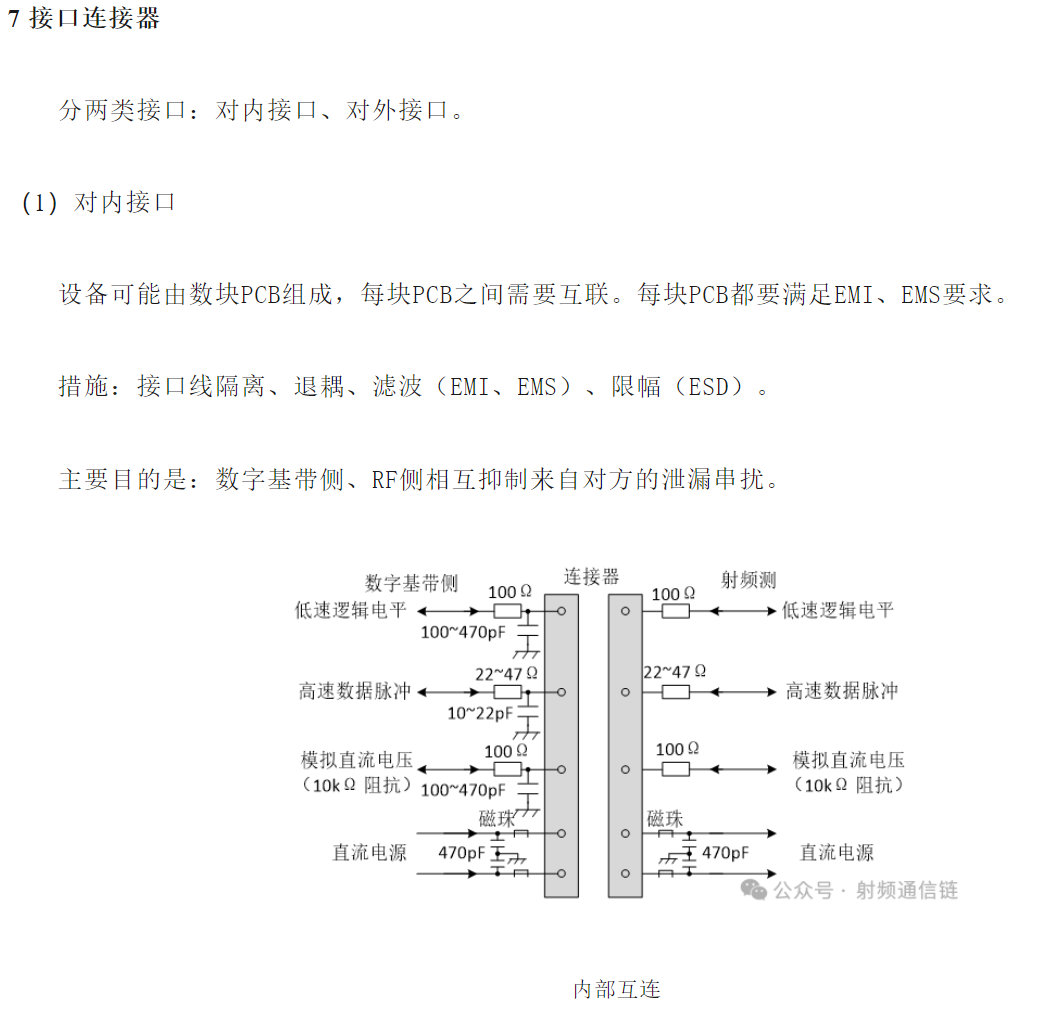 7 接口连接器
分两类接口：对内接口、对外接口。
(1) 对内接口
设备可能由数块PCB组成，每块PCB之间需要互联。每块PCB都要满足EMI、EMS要求。
措施：接口线隔离、退耦、滤波（EMI、EMS）、限幅（ESD）。
主要目的是：数字基带侧、RF侧相互抑制来自对方的泄漏串扰。
数字基带侧 连接器 射频测
低速逻辑电平 100Ω 100Ω 低速逻辑电平
100~470pF
高速数据脉冲 22~47Ω 22~47Ω 高速数据脉冲
10~22pF
模拟直流电压 100Ω 100Ω 模拟直流电压
（10kΩ 阻抗） 100~470pF （10kΩ 阻抗）
磁珠 磁珠
直流电源 470pF 470pF 直流电源
公众号 · 射频通信链
内部互连